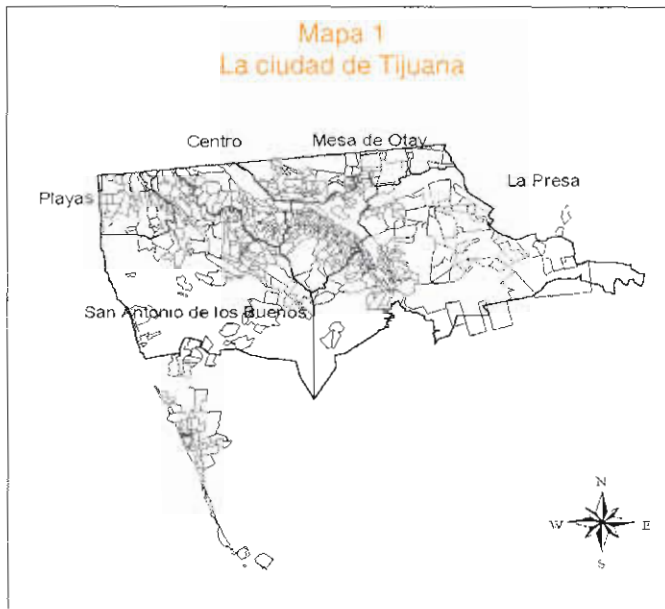 Mapa 1
La ciudad de Tijuana
Centro
Mesa de Otay
La Presa
Playas
San Antonio de los Buenos
N
W
E
S